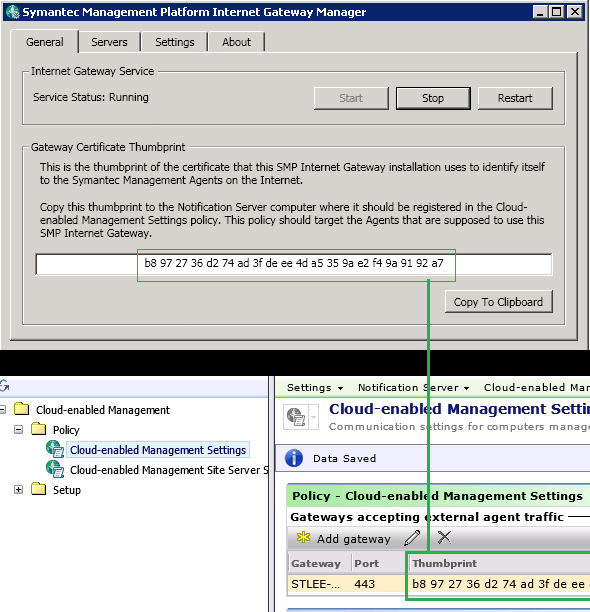 Symantec Management Platform Internet Gateway Manager
General Servers Settings About
Internet Gateway Service
Service Status: Running Start Stop Restart
Gateway Certificate Thumbprint
This is the thumbprint of the certificate that this SMP Internet Gateway installation uses to identify itself
to the Symantec Management Agents on the Internet.
Copy this thumbprint to the Notification Server computer where it should be registered in the Cloud-
enabled Management Settings policy. This policy should target the Agents that are supposed to use this
SMP Internet Gateway.
b8 97 27 36 d2 74 ad 3f de ee 4d a5 35 9a e2 f4 9a 91 92 a7
Copy To Clipboard
Cloud-enabled Management
Policy
Cloud-enabled Management Settings
Cloud-enabled Management Site Server S
Setup
Settings Notification Server Cloud-enabled Mar
Cloud-enabled Management Settin
Communication settings for computers manage
Data Saved
Policy - Cloud-enabled Management Settings
Gateways accepting external agent traffic
Add gateway
Gateway Port Thumbprint
STLEE-... 443 b8 97 27 36 d2 74 ad 3f de ee